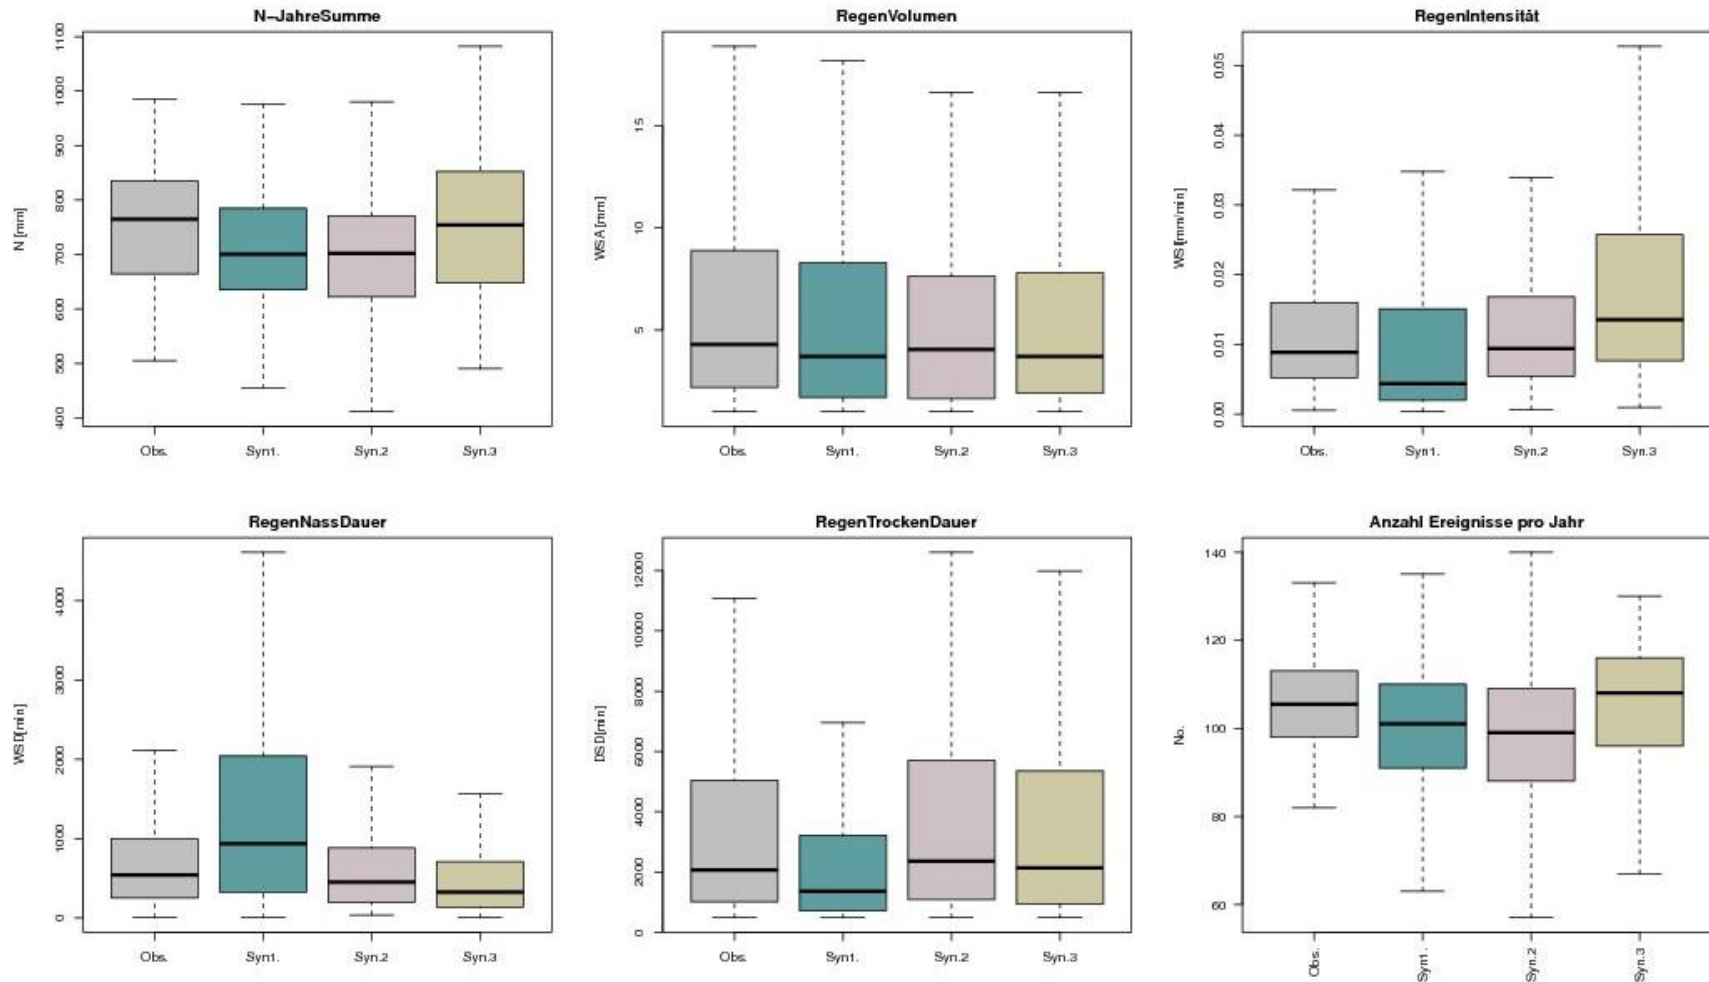 N-JahreSumme
N [mm]
1100
1000
900
800
700
600
500
400
Obs. Syn1. Syn.2 Syn.3
RegenVolumen
WSA [mm]
15
10
5
Obs. Syn1. Syn.2 Syn.3
RegenIntensität
WSI[mm/min]
0.05
0.04
0.03
0.02
0.01
0.00
Obs. Syn1. Syn.2 Syn.3
RegenNassDauer
WSD[min]
4000
3000
2000
1000
0
Obs. Syn1. Syn.2 Syn.3
RegenTrockenDauer
DSD[min]
12000
10000
8000
6000
4000
2000
0
Obs. Syn1. Syn.2 Syn.3
Anzahl Ereignisse pro Jahr
No.
140
120
100
80
60
Obs. Syn1. Syn.2 Syn.3